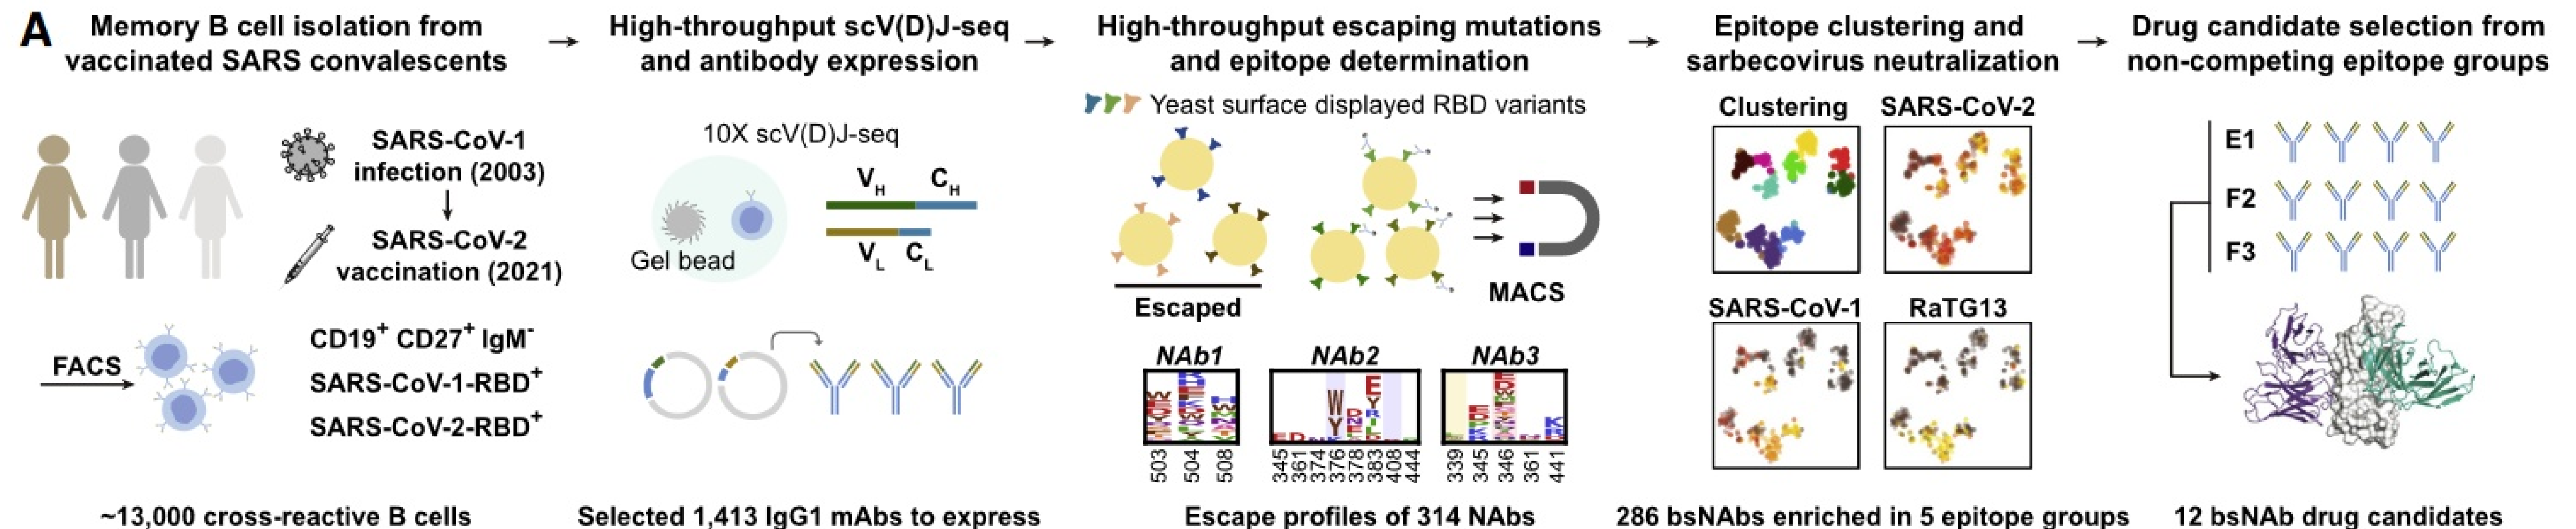 A
Memory B cell isolation from
vaccinated SARS convalescents
SARS-CoV-1
infection (2003)
SARS-CoV-2
vaccination (2021)
FACS
CD19+ CD27+ IgM-
SARS-CoV-1-RBD+
SARS-CoV-2-RBD+
~13,000 cross-reactive B cells
High-throughput scV(D)J-seq
and antibody expression
10X scV(D)J-seq
Gel bead
VH CH
VL CL
Selected 1,413 IgG1 mAbs to express
High-throughput escaping mutations
and epitope determination
Yeast surface displayed RBD variants
Escaped
MACS
NAb1 NAb2 NAb3
W E W Y E Y
503 504 508
345 361 374 376 378 383 408 444
339 345 346 361 441
Escape profiles of 314 NAbs
Epitope clustering and
sarbecovirus neutralization
Clustering SARS-CoV-2
SARS-CoV-1 RaTG13
286 bsNAbs enriched in 5 epitope groups
Drug candidate selection from
non-competing epitope groups
E1
F2
F3
12 bsNAb drug candidates